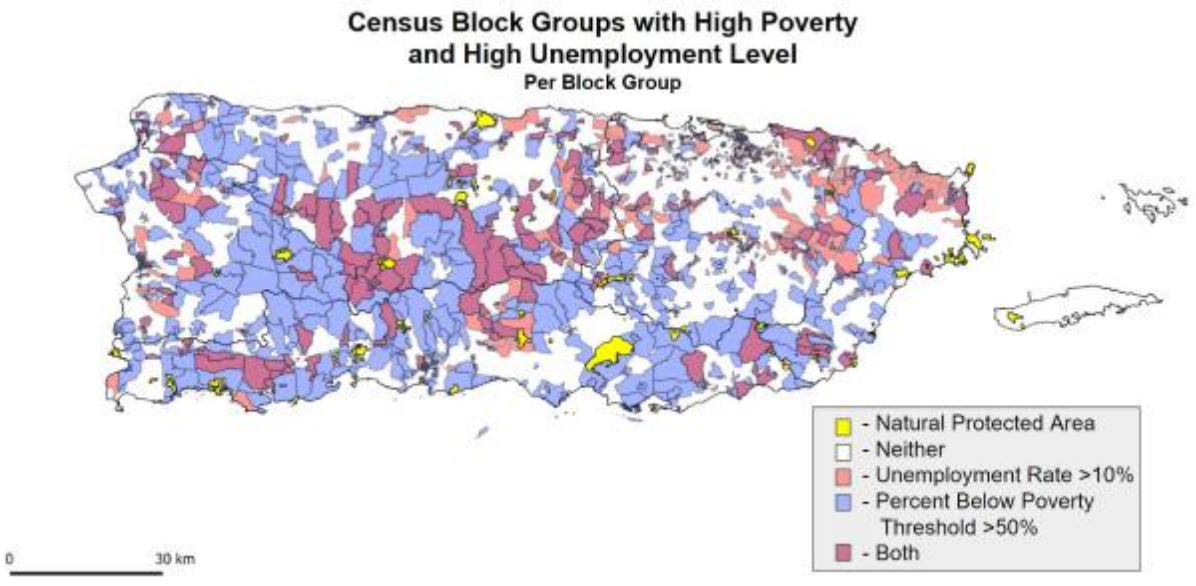 Census Block Groups with High Poverty
and High Unemployment Level
Per Block Group
- Natural Protected Area
- Neither
- Unemployment Rate >10%
- Percent Below Poverty
Threshold >50%
- Both
0 30 km